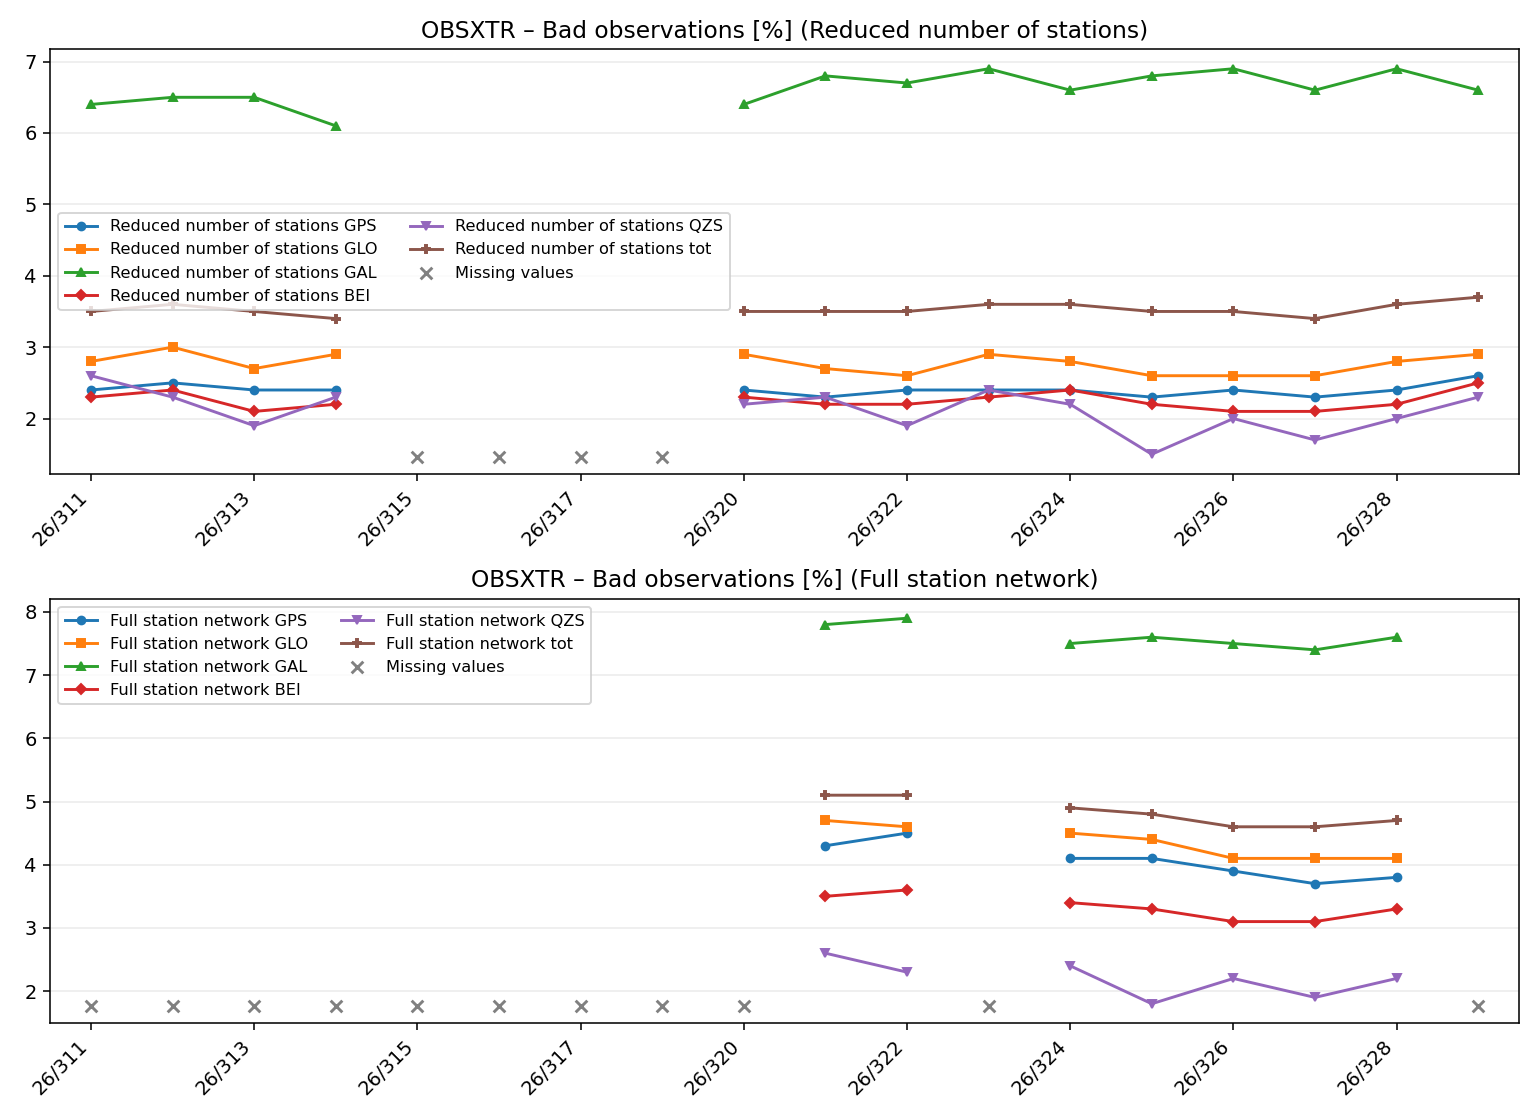 OBSXTR – Bad observations [%] (Reduced number of stations)
7
6
5
4
3
2
Reduced number of stations GPS
Reduced number of stations GLO
Reduced number of stations GAL
Reduced number of stations BEI
Reduced number of stations QZS
Reduced number of stations tot
Missing values
26/311
26/313
26/315
26/317
26/320
26/322
26/324
26/326
26/328
OBSXTR – Bad observations [%] (Full station network)
8
7
6
5
4
3
2
Full station network GPS
Full station network GLO
Full station network GAL
Full station network BEI
Full station network QZS
Full station network tot
Missing values
26/311
26/313
26/315
26/317
26/320
26/322
26/324
26/326
26/328